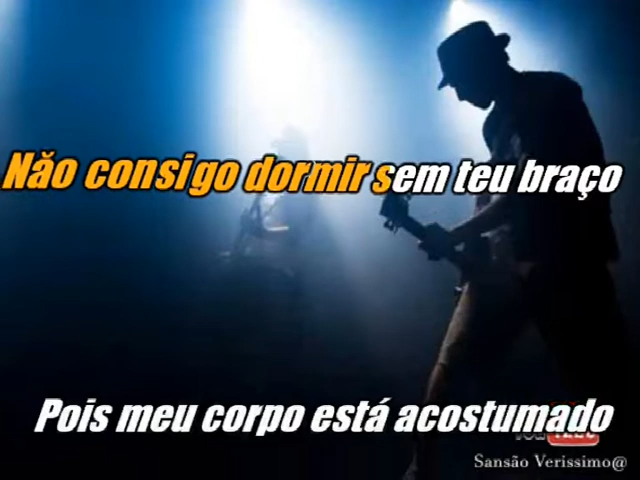 Não consigo dormir sem teu braço
Pois meu corpo está acostumado
Sansão Verissimo@